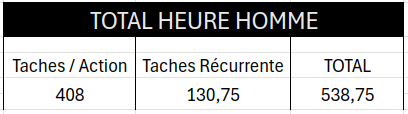 TOTAL HEURE HOMME
Taches / Action Taches Récurrente TOTAL
408 130,75 538,75